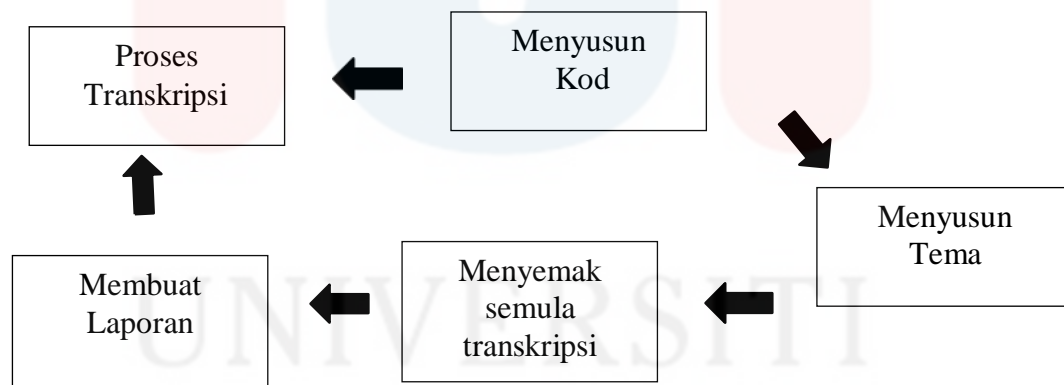 Proses
Transkripsi
Menyusun
Kod
Menyusun
Tema
Menyemak
semula
transkripsi
Membuat
Laporan
UNIVERSITI